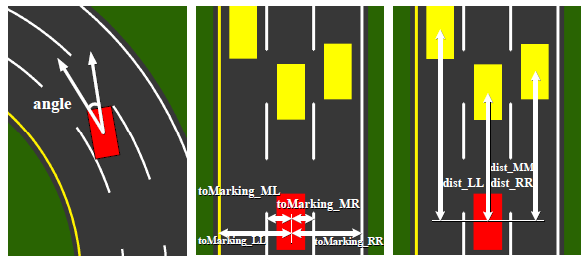 angle
toMarking_ML
toMarking_MR
toMarking_LL
toMarking_RR
dist_MM
dist_LL
dist_RR